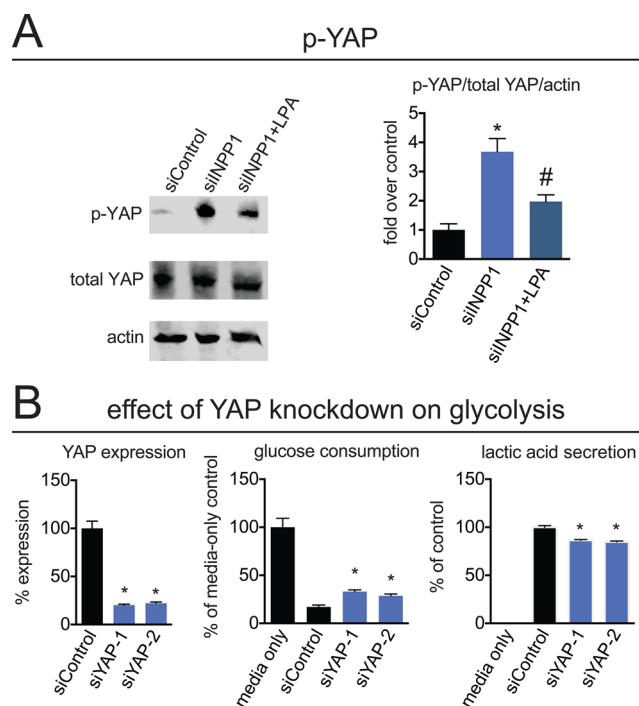 A
p-YAP
siControl
siINPP1
siINPP1+LPA
p-YAP
total YAP
actin
p-YAP/total YAP/actin
fold over control
5
4
3
2
1
0
*
#
siControl
siINPP1
siINPP1+LPA
B
effect of YAP knockdown on glycolysis
YAP expression
% expression
150
100
50
0
*
*
siControl
siYAP-1
siYAP-2
glucose consumption
% of media-only control
150
100
50
0
*
*
media only
siControl
siYAP-1
siYAP-2
lactic acid secretion
% of control
150
100
50
0
*
*
media only
siControl
siYAP-1
siYAP-2